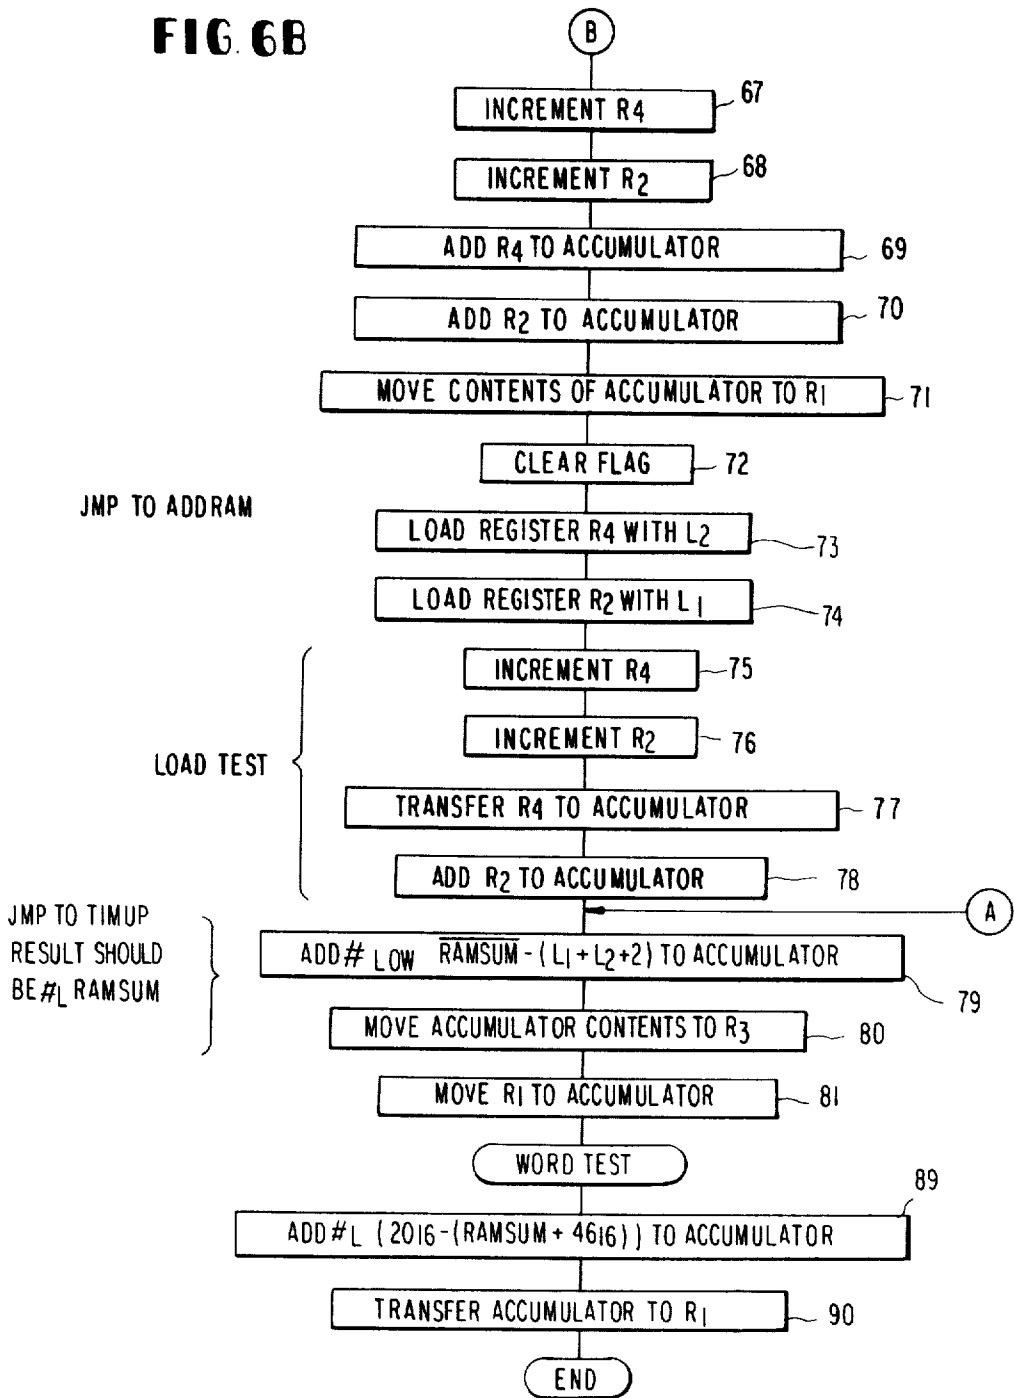 FIG. 6B
B
INCREMENT R4
67
INCREMENT R2
68
ADD R4 TO ACCUMULATOR
69
ADD R2 TO ACCUMULATOR
70
MOVE CONTENTS OF ACCUMULATOR TO R1
71
CLEAR FLAG
72
JMP TO ADDRAM
LOAD REGISTER R4 WITH L2
73
LOAD REGISTER R2 WITH L1
74
INCREMENT R4
75
INCREMENT R2
76
LOAD TEST
TRANSFER R4 TO ACCUMULATOR
77
ADD R2 TO ACCUMULATOR
78
A
JMP TO TIMUP
RESULT SHOULD
BE #L RAMSUM
ADD # LOW RAMSUM - (L1 + L2 + 2) TO ACCUMULATOR
79
MOVE ACCUMULATOR CONTENTS TO R3
80
MOVE R1 TO ACCUMULATOR
81
WORD TEST
89
ADD #L (2016 - (RAMSUM + 4616)) TO ACCUMULATOR
TRANSFER ACCUMULATOR TO R1
90
END